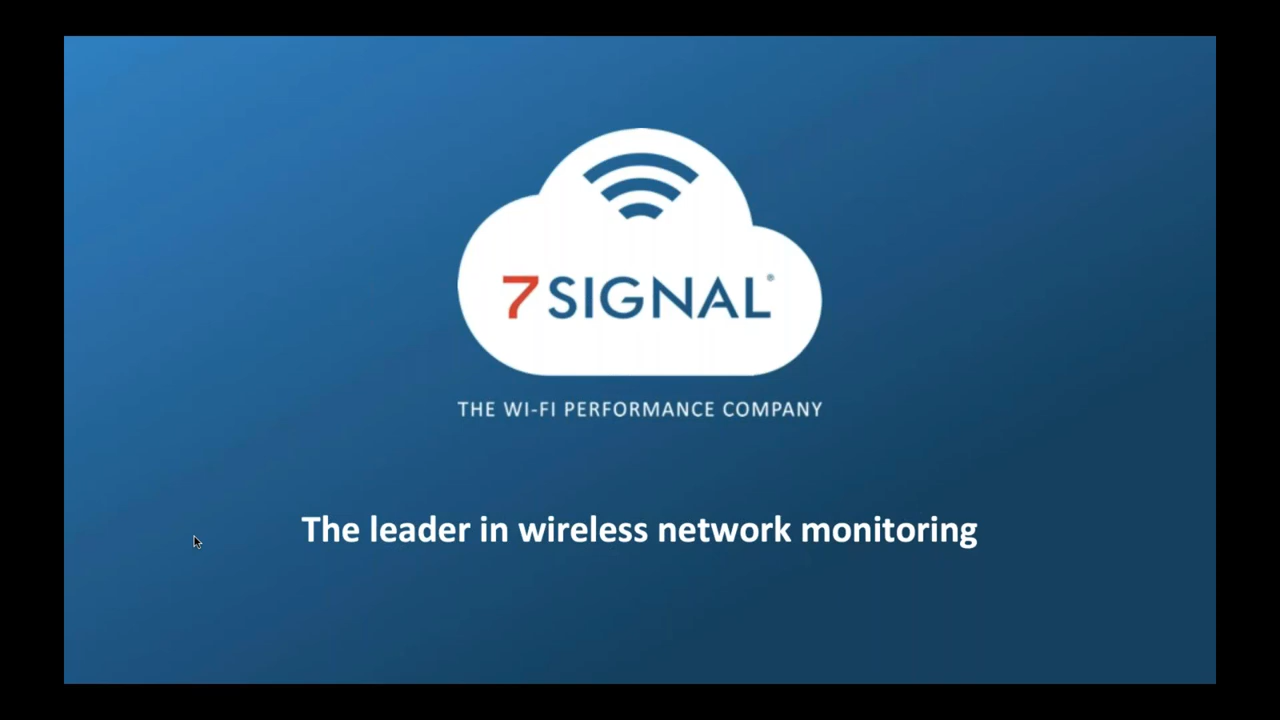 7SIGNAL®
THE WI-FI PERFORMANCE COMPANY
The leader in wireless network monitoring